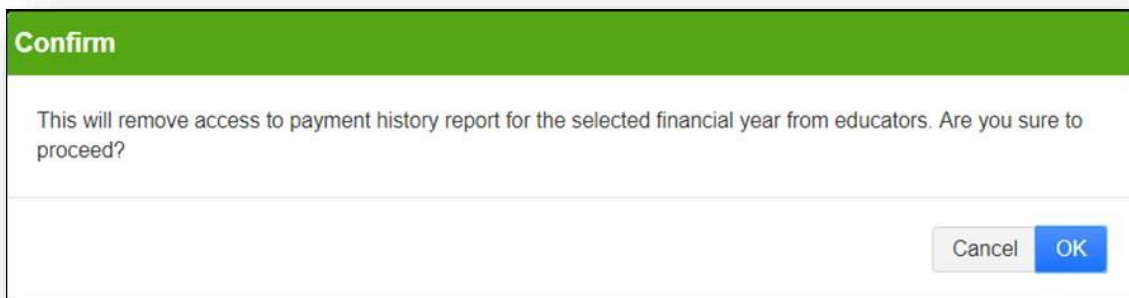 Confirm
This will remove access to payment history report for the selected financial year from educators. Are you sure to
proceed?
Cancel OK